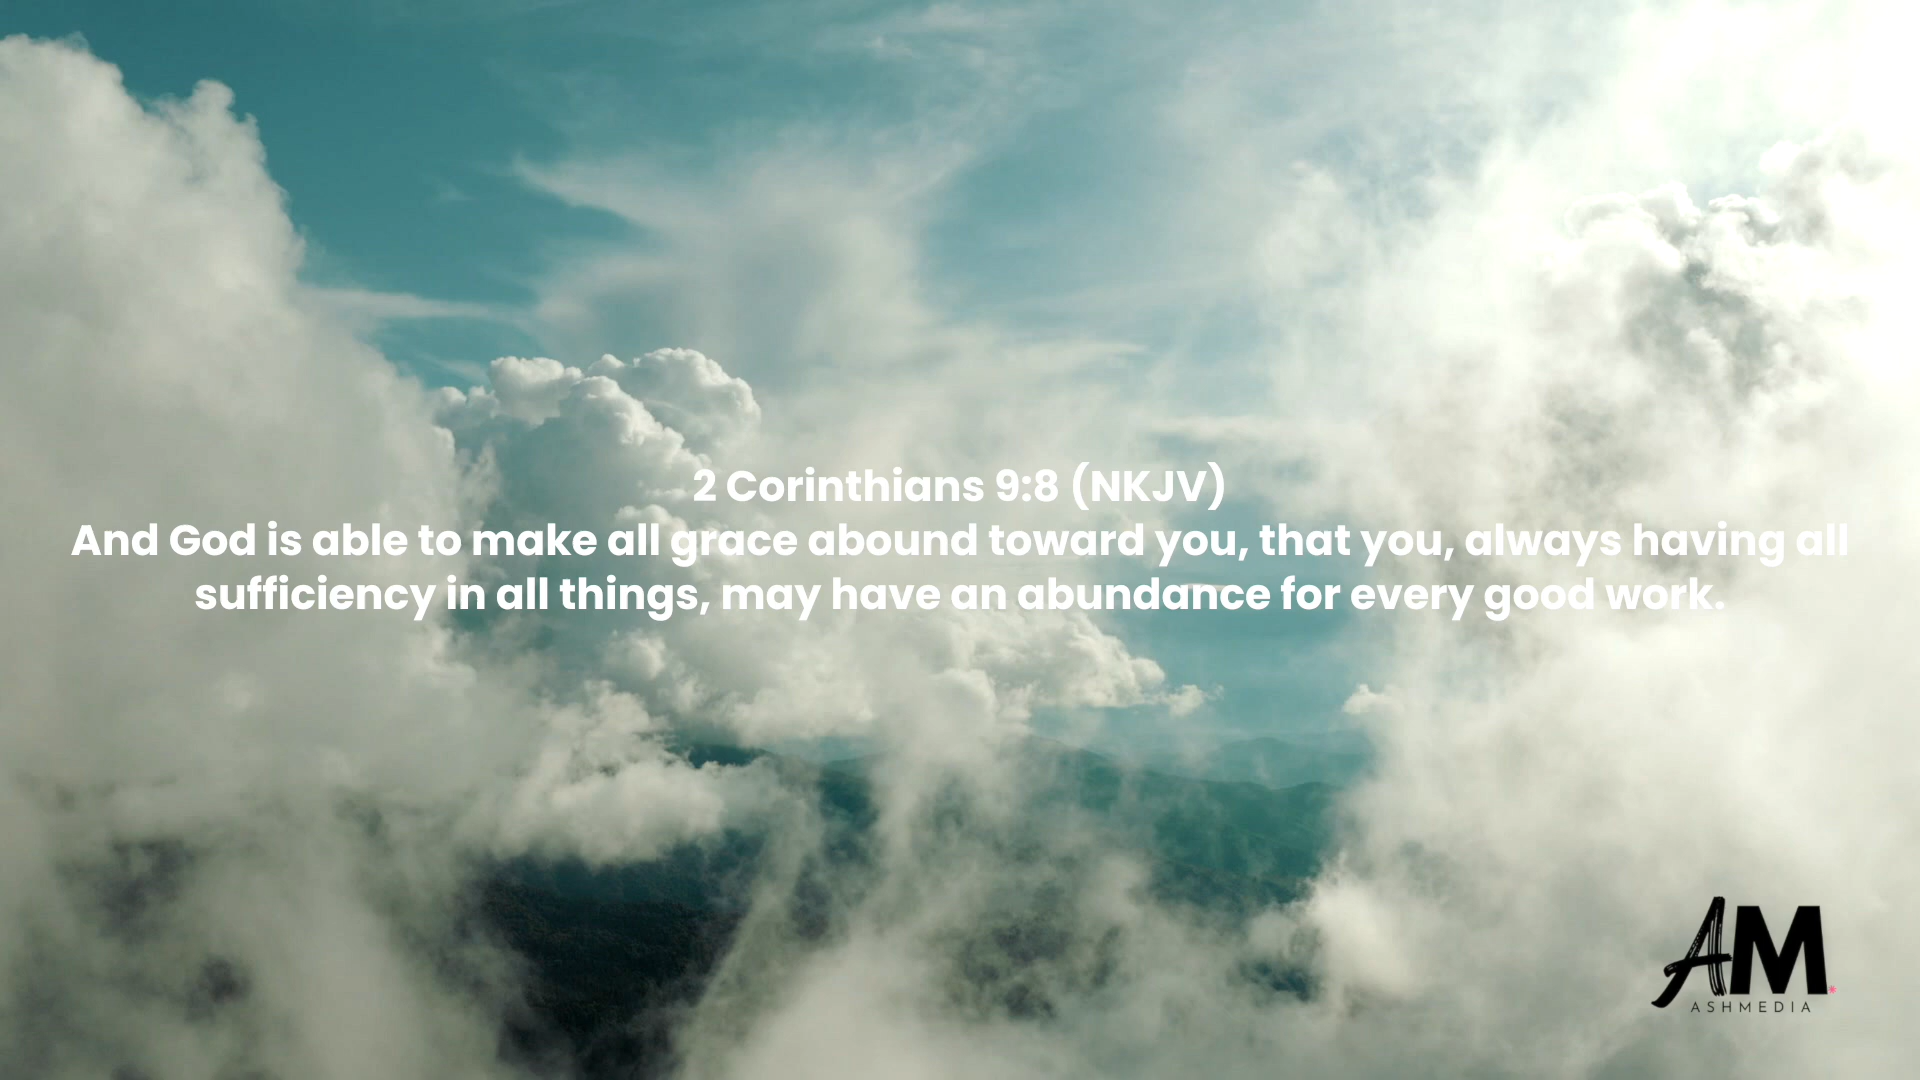 2 Corinthians 9:8 (NKJV)
And God is able to make all grace abound toward you, that you, always having all
sufficiency in all things, may have an abundance for every good work.
AM
ASHMEDIA